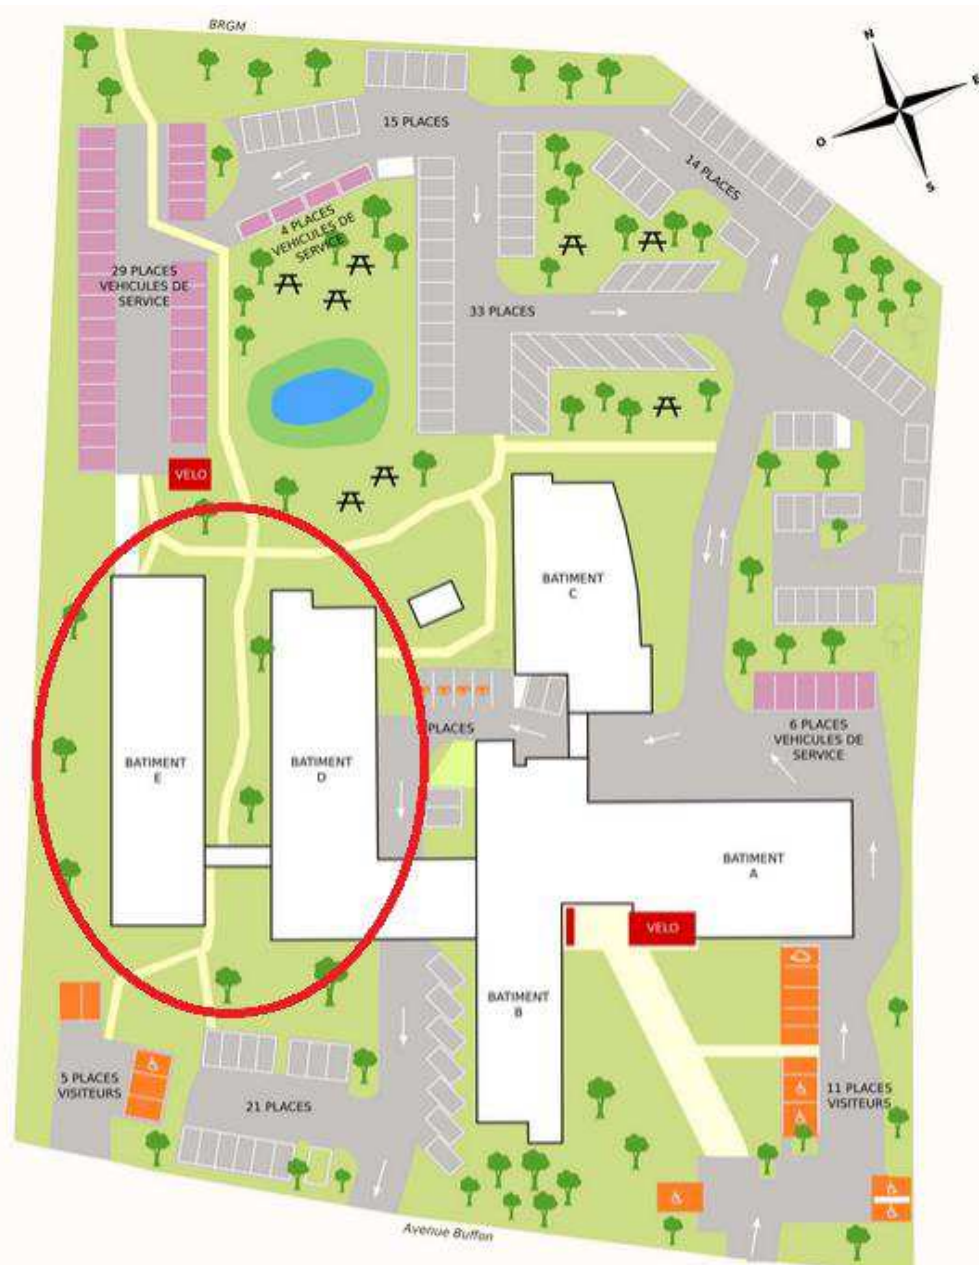 BRGM
N
E
O
S
15 PLACES
14 PLACES
4 PLACES
VEHICULES DE
SERVICE
29 PLACES
VEHICULES DE
SERVICE
33 PLACES
VELO
BATIMENT
C
BATIMENT
E
BATIMENT
D
PLACES
6 PLACES
VEHICULES DE
SERVICE
BATIMENT
A
VELO
BATIMENT
B
5 PLACES
VISITEURS
21 PLACES
11 PLACES
VISITEURS
Avenue Buffon